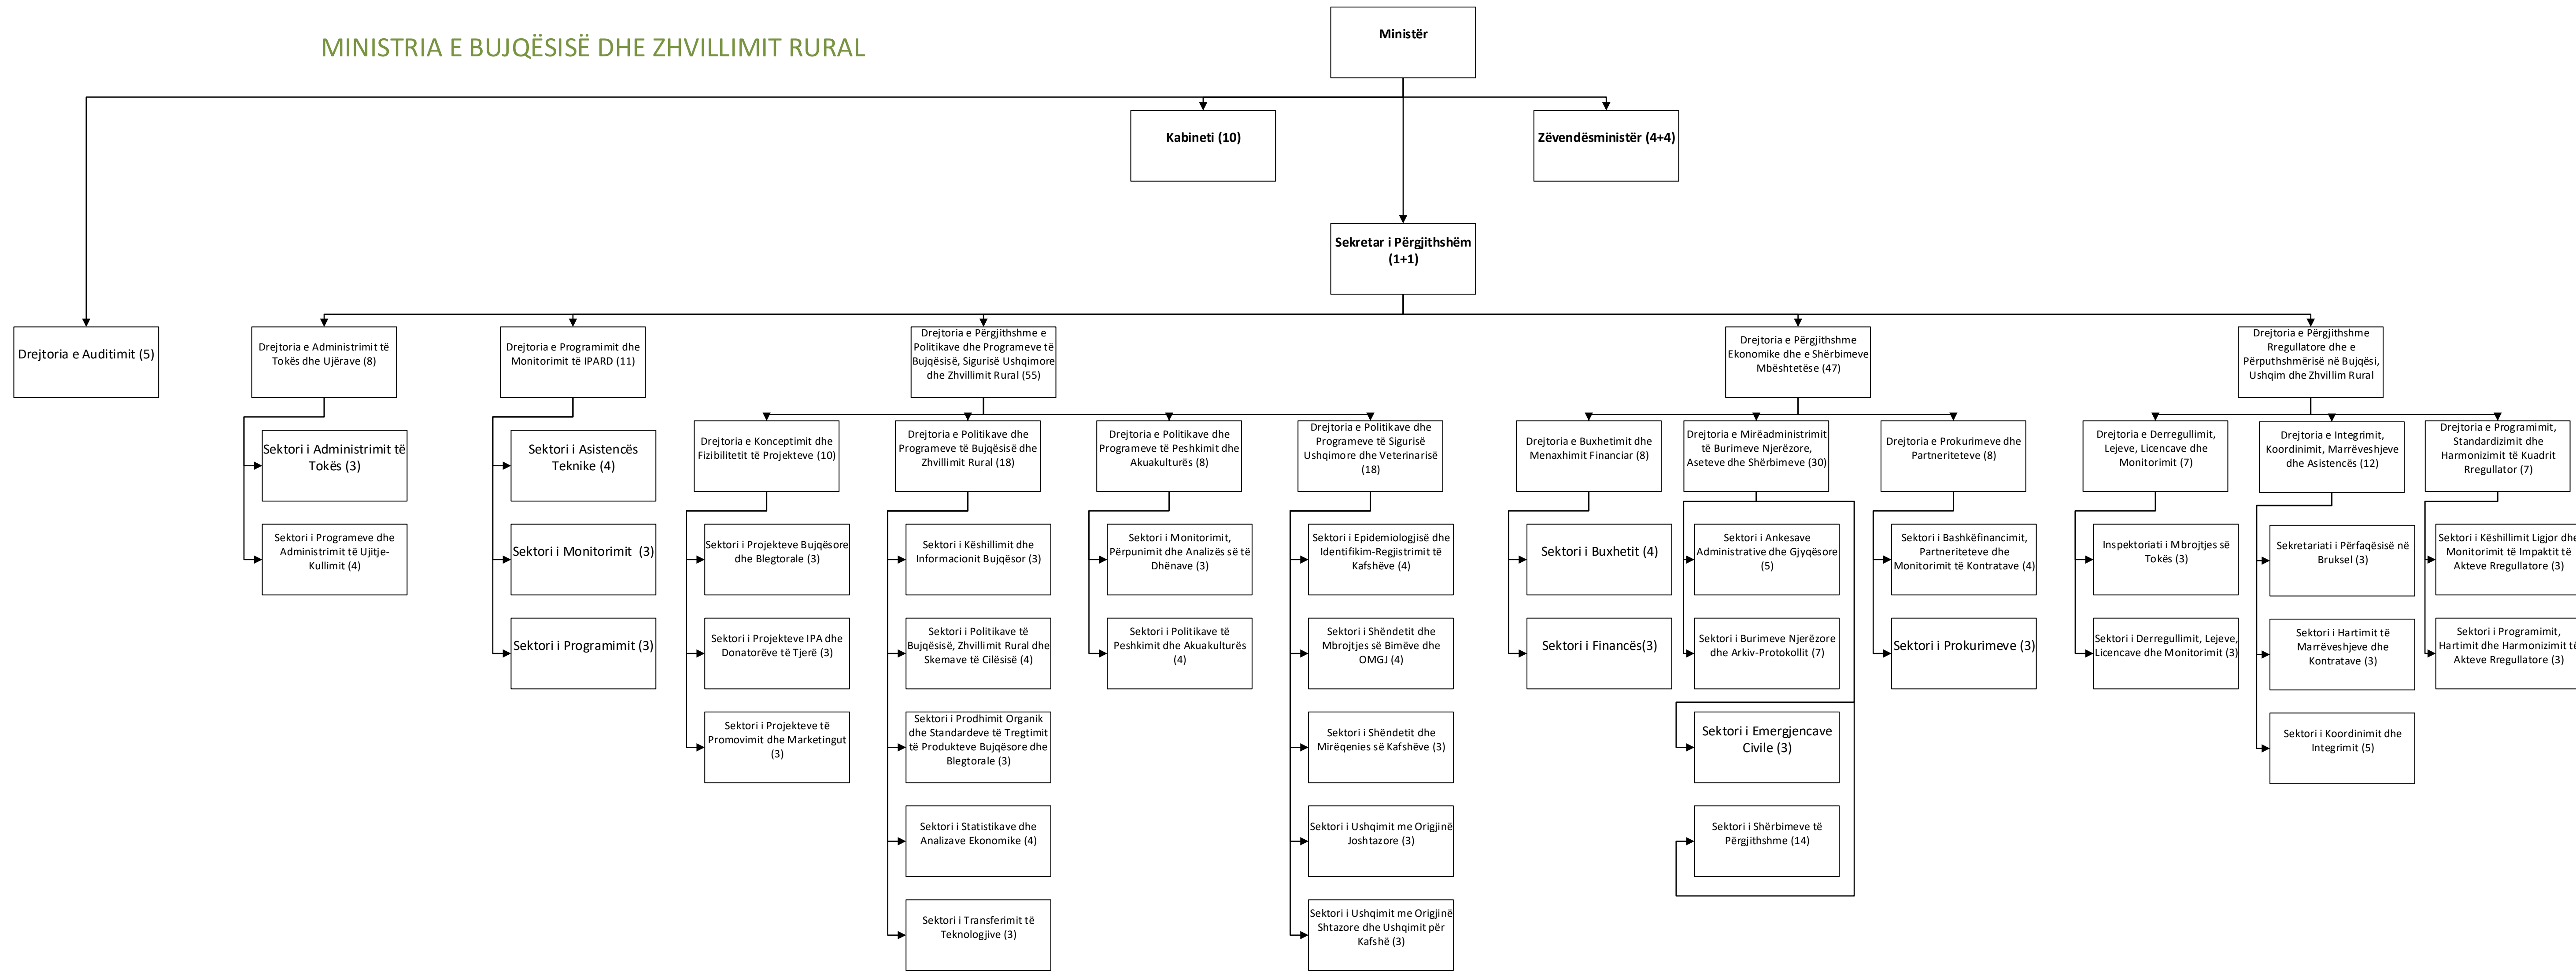 MINISTRIA E BUJQËSISË DHE ZHVILLIMIT RURAL
Ministër
Kabineti (10)
Zëvendësministër (4+4)
Sekretar i Përgjithshëm
(1+1)
Drejtoria e Auditimit (5)
Drejtoria e Administrimit të
Tokës dhe Ujërave (8)
Sektori i Administrimit të
Tokës (3)
Sektori i Programeve dhe
Administrimit të Ujitje-
Kullimit (4)
Drejtoria e Programimit dhe
Monitorimit të IPARD (11)
Sektori i Asistencës
Teknike (4)
Sektori i Monitorimit  (3)
Sektori i Programimit (3)
Drejtoria e Përgjithshme e
Politikave dhe Programeve të
Bujqësisë, Sigurisë Ushqimore
dhe Zhvillimit Rural (55)
Drejtoria e Konceptimit dhe
Fizibilitetit të Projekteve (10)
Sektori i Projekteve Bujqësore
dhe Blegtorale (3)
Sektori i Projekteve IPA dhe
Donatorëve të Tjerë (3)
Sektori i Projekteve të
Promovimit dhe Marketingut
(3)
Drejtoria e Politikave dhe
Programeve të Bujqësisë dhe
Zhvillimit Rural (18)
Sektori i Këshillimit dhe
Informacionit Bujqësor (3)
Sektori i Politikave të
Bujqësisë, Zhvillimit Rural dhe
Skemave të Cilësisë (4)
Sektori i Prodhimit Organik
dhe Standardeve të Tregtimit
të Produkteve Bujqësore dhe
Blegtorale (3)
Sektori i Statistikave dhe
Analizave Ekonomike (4)
Sektori i Transferimit të
Teknologjive (3)
Drejtoria e Politikave dhe
Programeve të Peshkimit dhe
Akuakulturës (8)
Sektori i Monitorimit,
Përpunimit dhe Analizës së të
Dhënave (3)
Sektori i Politikave të
Peshkimit dhe Akuakulturës
(4)
Drejtoria e Politikave dhe
Programeve të Sigurisë
Ushqimore dhe Veterinarisë
(18)
Sektori i Epidemiologjisë dhe
Identifikim-Regjistrimit të
Kafshëve (4)
Sektori i Shëndetit dhe
Mbrojtjes së Bimëve dhe
OMGJ (4)
Sektori i Shëndetit dhe
Mirëqenies së Kafshëve (3)
Sektori i Ushqimit me Origjinë
Joshtazore (3)
Sektori i Ushqimit me Origjinë
Shtazore dhe Ushqimit për
Kafshë (3)
Drejtoria e Përgjithshme
Ekonomike dhe e Shërbimeve
Mbështetëse (47)
Drejtoria e Buxhetimit dhe
Menaxhimit Financiar (8)
Sektori i Buxhetit (4)
Sektori i Financës(3)
Drejtoria e Mirëadministrimit
të Burimeve Njerëzore,
Aseteve dhe Shërbimeve (30)
Sektori i Ankesave
Administrative dhe Gjyqësore
(5)
Sektori i Burimeve Njerëzore
dhe Arkiv-Protokollit (7)
Sektori i Emergjencave
Civile (3)
Sektori i Shërbimeve të
Përgjithshme (14)
Drejtoria e Prokurimeve dhe
Partneriteteve (8)
Sektori i Bashkëfinancimit,
Partneriteteve dhe
Monitorimit të Kontratave (4)
Sektori i Prokurimeve (3)
Drejtoria e Përgjithshme
Rregullatore dhe e
Përputhshmërisë në Bujqësi,
Ushqim dhe Zhvillim Rural
Drejtoria e Derregullimit,
Lejeve, Licencave dhe
Monitorimit (7)
Inspektoriati i Mbrojtjes së
Tokës (3)
Sektori i Derregullimit, Lejeve,
Licencave dhe Monitorimit (3)
Drejtoria e Integrimit,
Koordinimit, Marrëveshjeve
dhe Asistencës (12)
Sekretariati i Përfaqësisë në
Bruksel (3)
Sektori i Hartimit të
Marrëveshjeve dhe
Kontratave (3)
Sektori i Koordinimit dhe
Integrimit (5)
Drejtoria e Programimit,
Standardizimit dhe
Harmonizimit të Kuadrit
Rregullator (7)
Sektori i Këshillimit Ligjor dhe
Monitorimit të Impaktit të
Akteve Rregullatore (3)
Sektori i Programimit,
Hartimit dhe Harmonizimit të
Akteve Rregullatore (3)